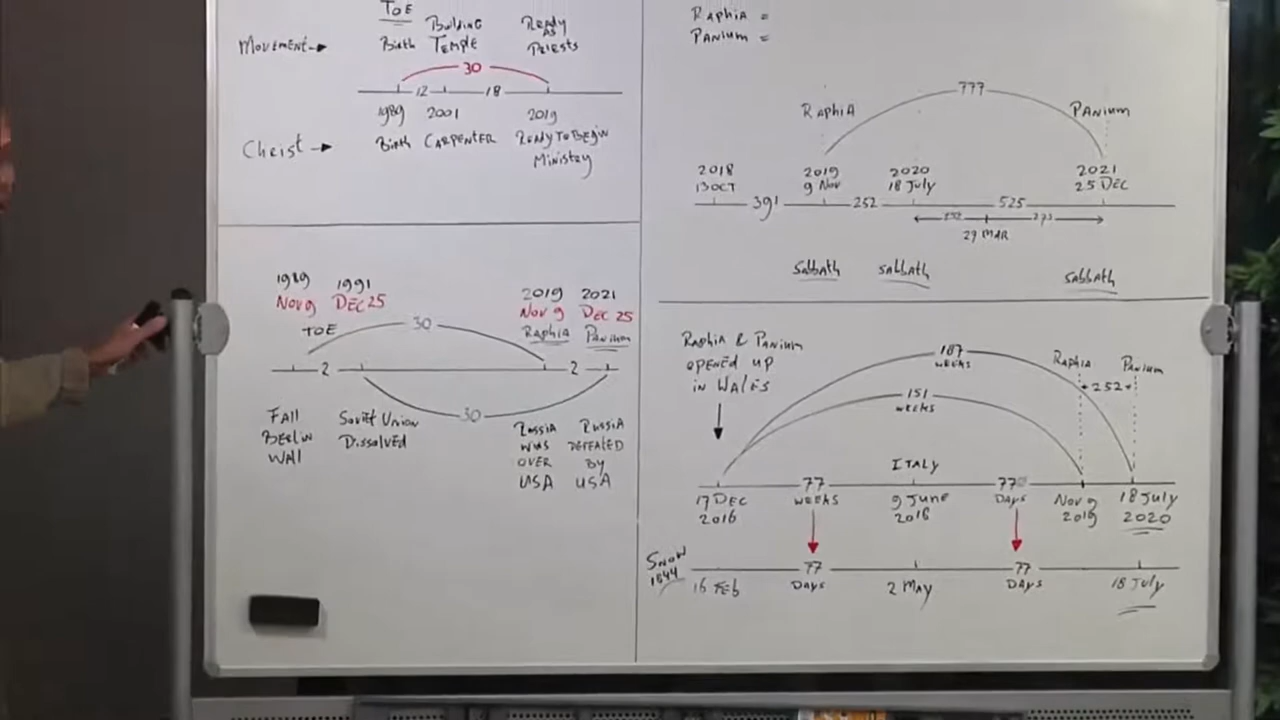 TOE
Building
Ready
AS
Movement
Birth
Temple
Priests
30
12
18
1989
2001
2019
Christ
Birth
CARPENTER
Ready To Begin
Ministry
Raphia =
Panium =
777
Raphia
Panium
2018
13 OCT
2019
9 Nov
2020
18 July
2021
25 DEC
391
252
525
252
273
29 MAR
Sabbath
Sabbath
Sabbath
1989
Nov 9
1991
DEC 25
2019
Nov 9
Raphia
2021
DEC 25
Panium
TOE
30
2
2
30
FALL
BERLIN
WALL
Soviet Union
Dissolved
Russia
WAS
OVER
USA
Russia
DEFEATED
By
USA
Raphia & Panium
OPENED UP
IN WALES
187
WEEKS
151
WEEKS
Raphia
Panium
252
ITALY
17 DEC
2016
77
WEEKS
9 June
2018
77
Days
Nov 9
2019
18 July
2020
Snow
1844
16 Feb
77
DAYS
2 May
77
DAYS
18 July